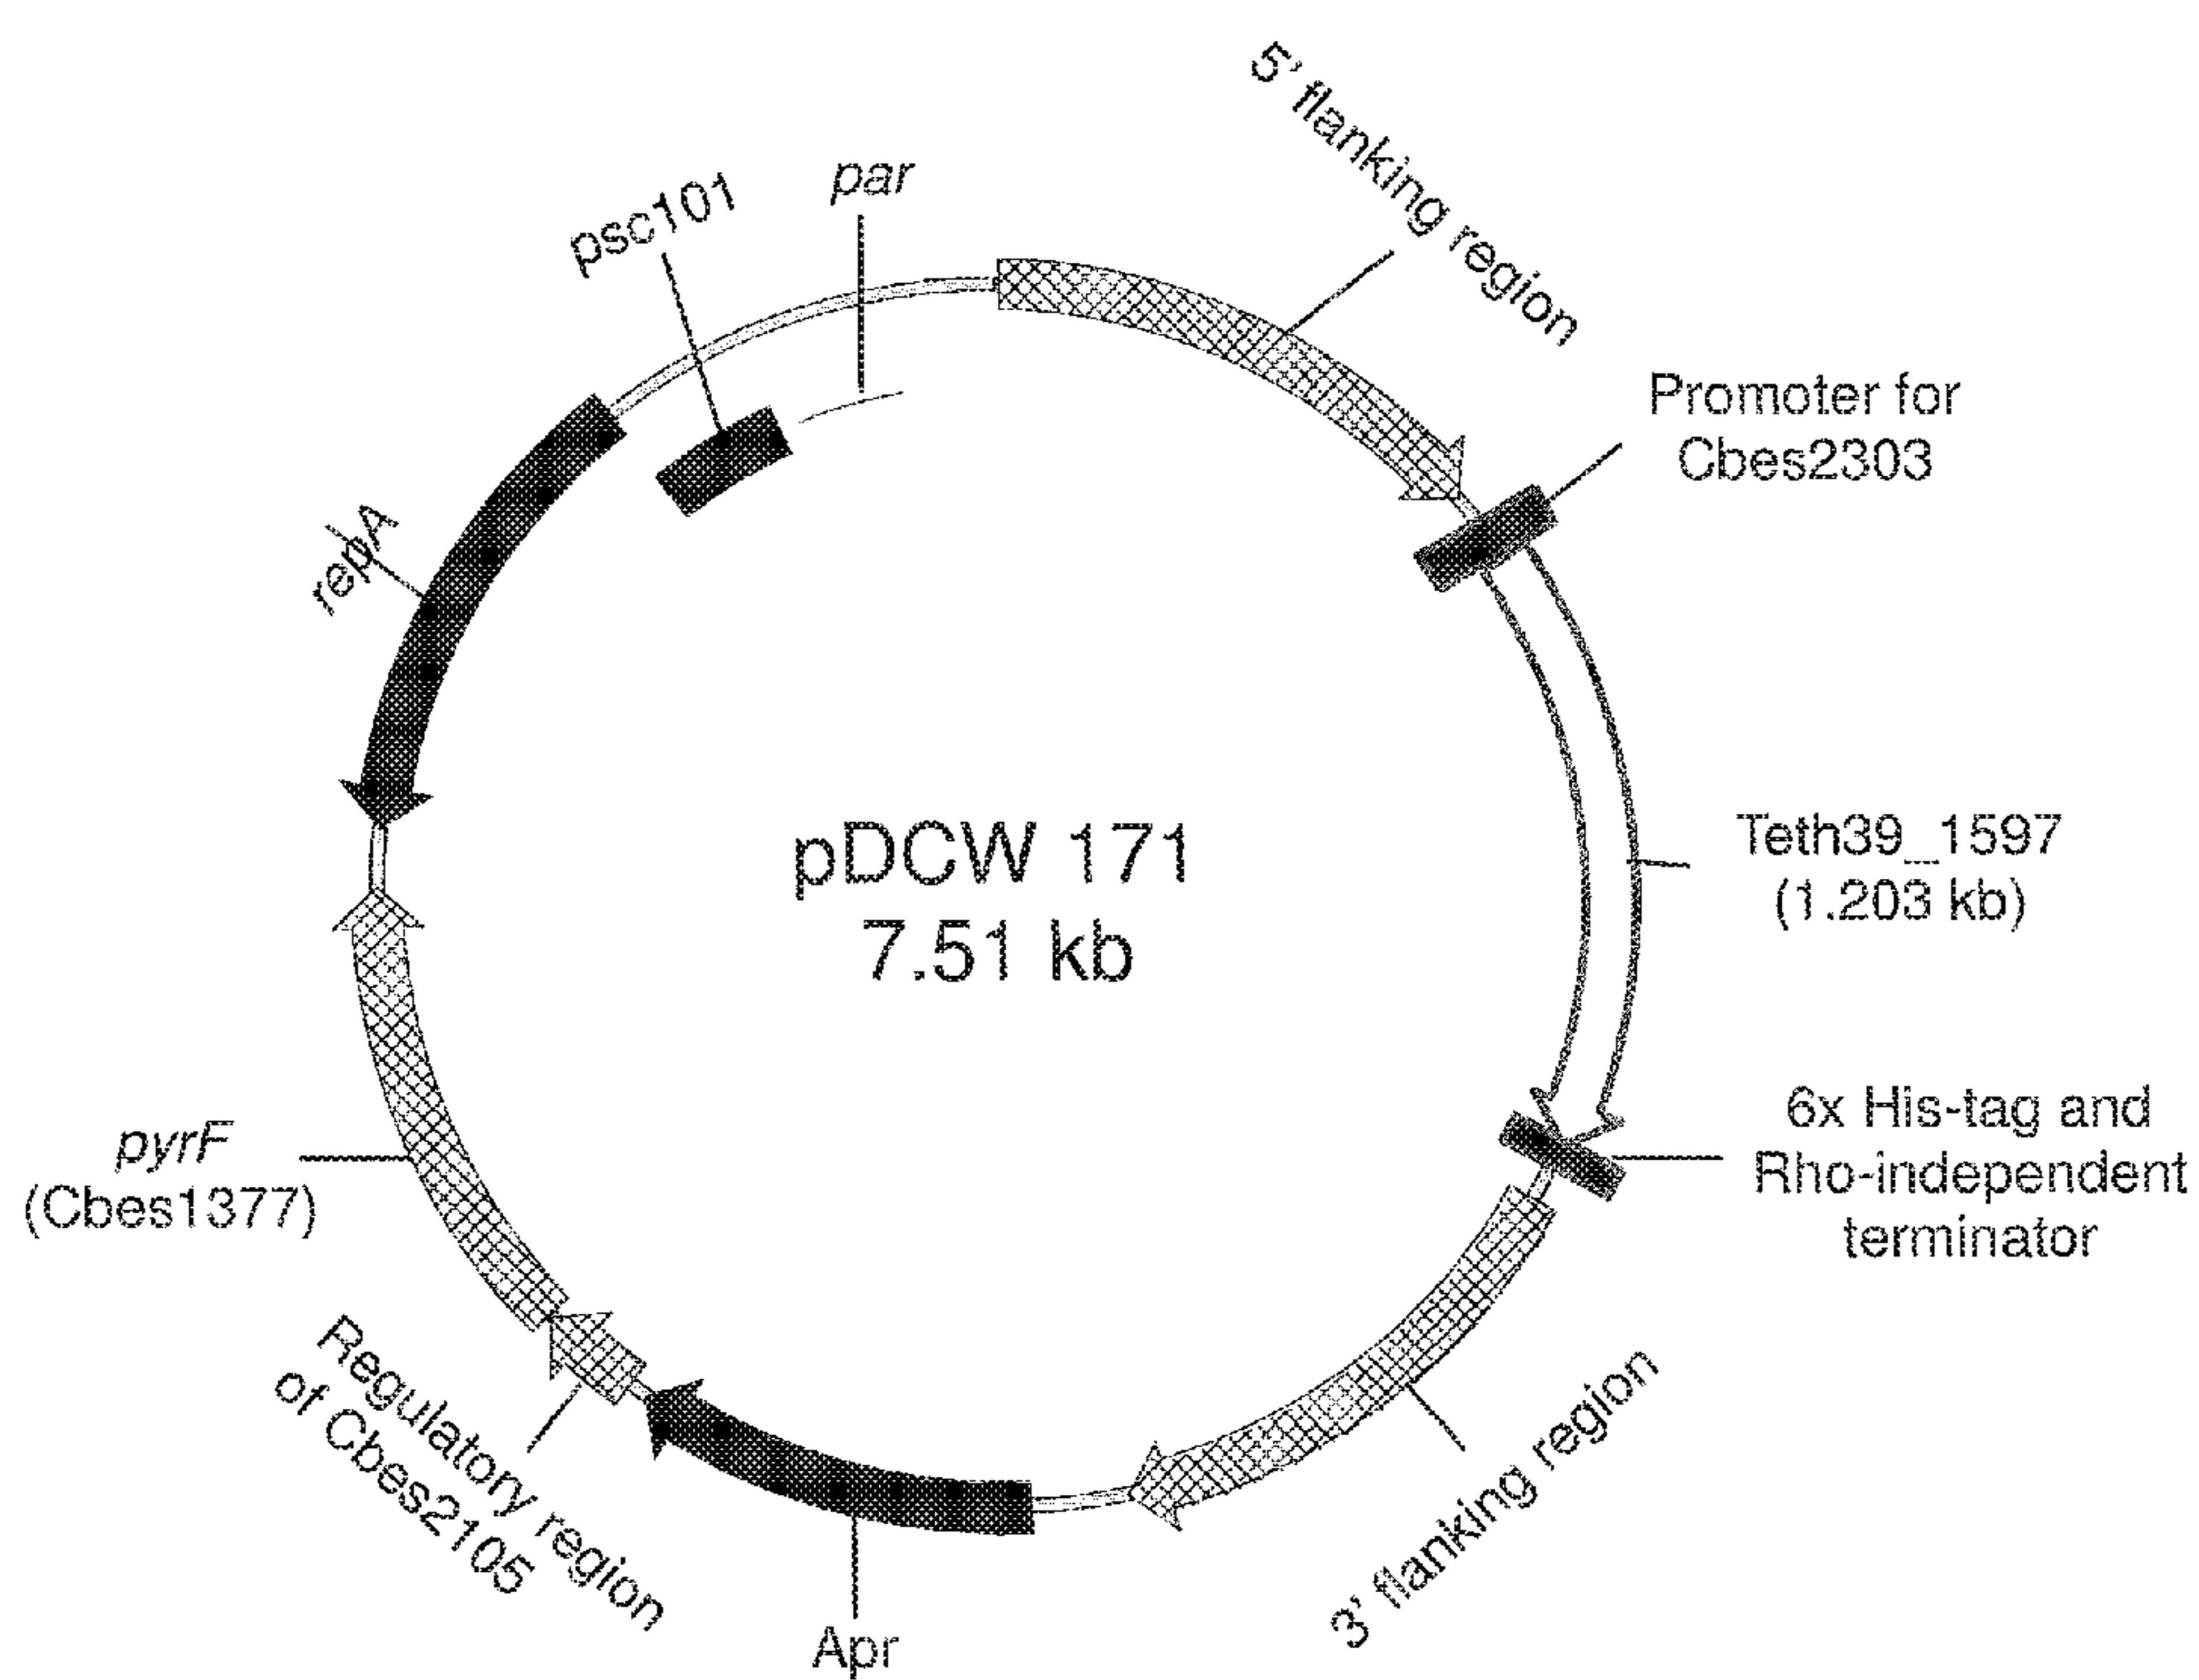 5' flanking region
par
psc101
Promoter for
Cbes2303
repA
pDCW 171
7.51 kb
Teth39_1597
(1.203 kb)
6x His-tag and
Rho-independent
terminator
pyrF
(Cbes1377)
Regulatory region
of Cbes2105
3' flanking region
Apr